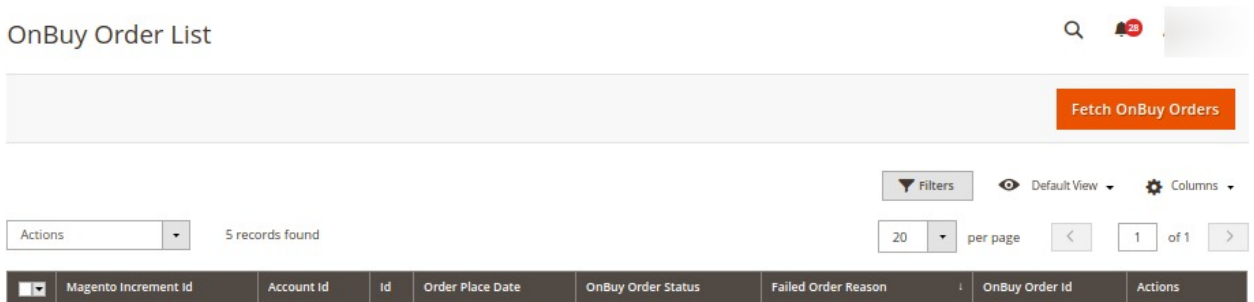 OnBuy Order List
28
Fetch OnBuy Orders
Filters Default View Columns
Actions 5 records found 20 per page 1 of 1
Magento Increment Id Account Id Id Order Place Date OnBuy Order Status Failed Order Reason ↓ OnBuy Order Id Actions